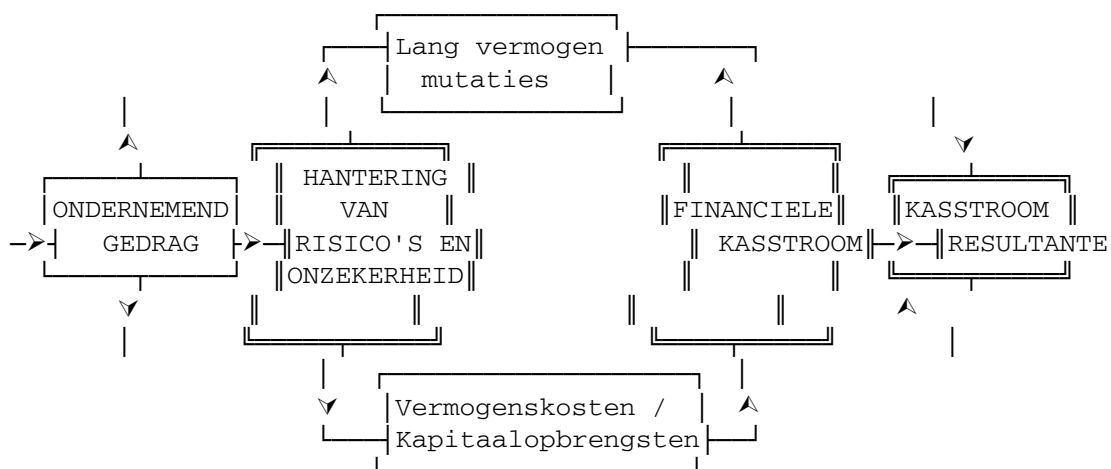 Lang vermogen
mutaties
HANTERING
ONDERNEMEND
VAN
FINANCIELE
KASSTROOM
GEDRAG
RISICO'S EN
KASSTROOM
RESULTANTE
ONZEKERHEID
Vermogenskosten /
Kapitaalopbrengsten